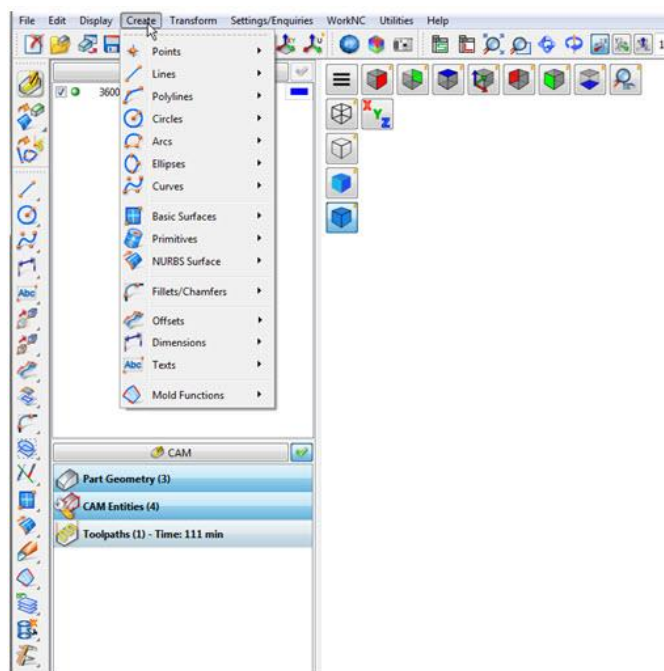 File Edit Display Create Transform Settings/Enquiries WorkNC Utilities Help
Points
3600
Lines
Polylines
Circles
Arcs
Ellipses
Curves
Basic Surfaces
Primitives
NURBS Surface
Fillets/Chamfers
Offsets
Dimensions
Abc Texts
Mold Functions
Abc
X Y Z
CAM
Part Geometry (3)
CAM Entities (4)
Toolpaths (1) - Time: 111 min